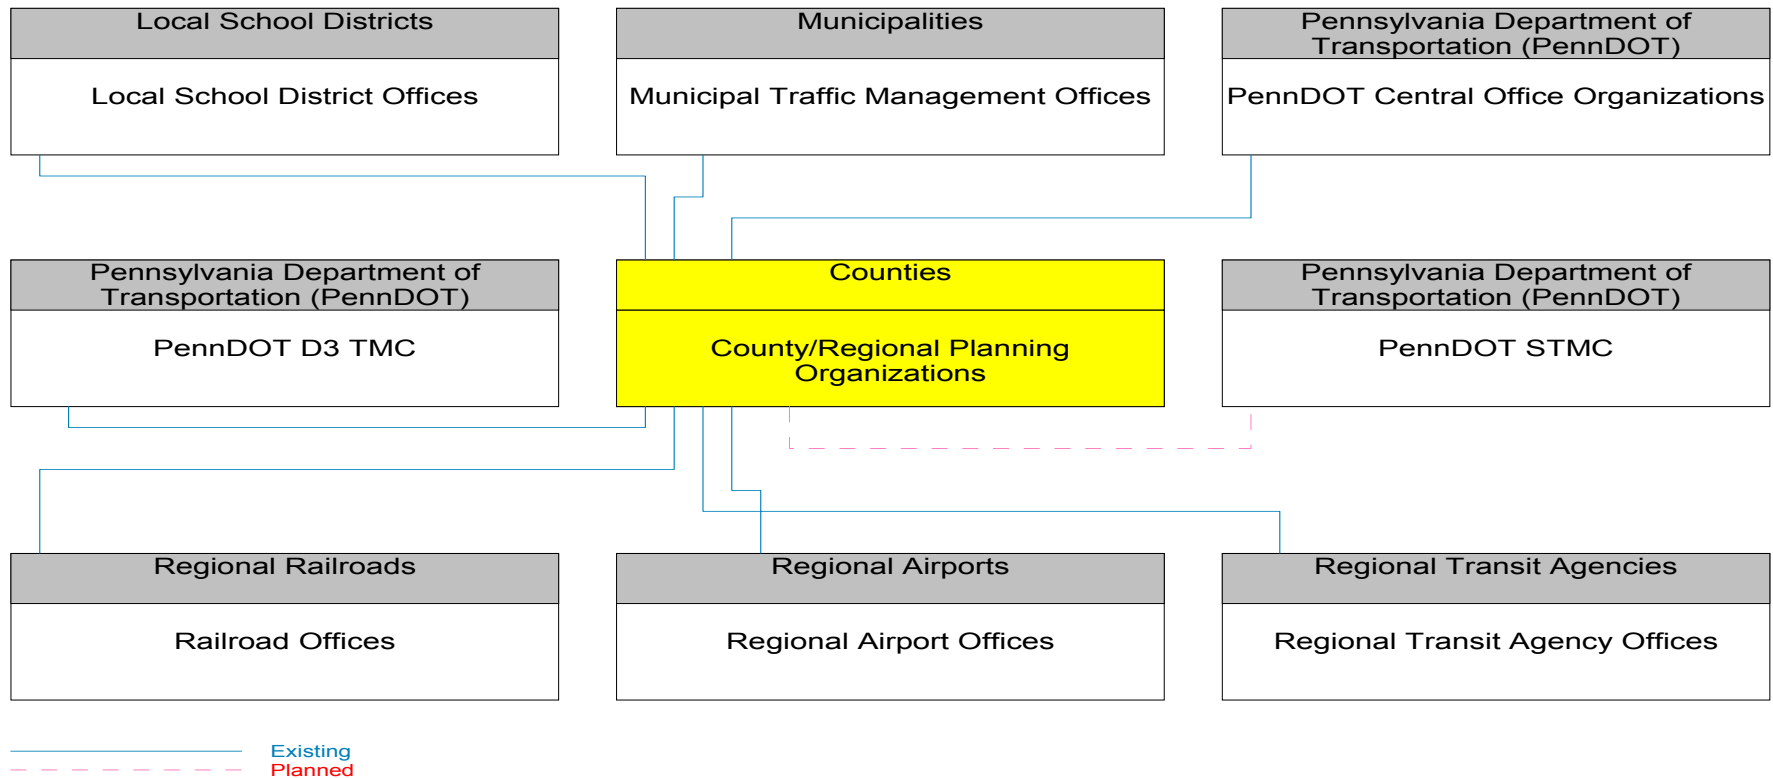 Local School Districts
Local School District Offices
Municipalities
Municipal Traffic Management Offices
Pennsylvania Department of
Transportation (PennDOT)
PennDOT Central Office Organizations
Pennsylvania Department of
Transportation (PennDOT)
PennDOT D3 TMC
Counties
County/Regional Planning
Organizations
Pennsylvania Department of
Transportation (PennDOT)
PennDOT STMC
Regional Railroads
Railroad Offices
Regional Airports
Regional Airport Offices
Regional Transit Agencies
Regional Transit Agency Offices
Existing
Planned